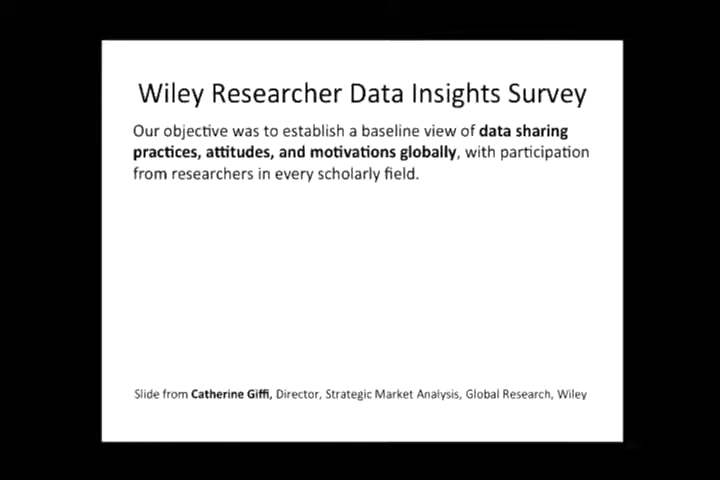 Wiley Researcher Data Insights Survey
Our objective was to establish a baseline view of data sharing
practices, attitudes, and motivations globally, with participation
from researchers in every scholarly field.
Slide from Catherine Giffi, Director, Strategic Market Analysis, Global Research, Wiley